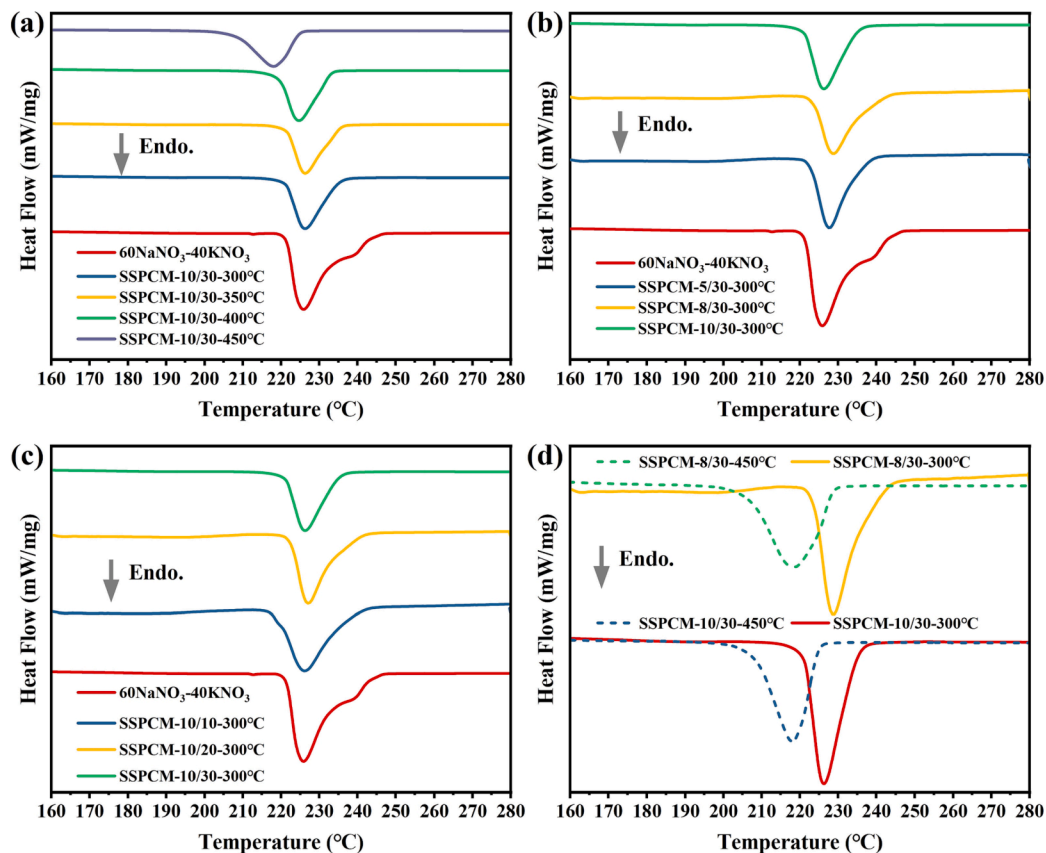 (a)
Heat Flow (mW/mg)
Endo.
60NaNO₃-40KNO₃
SSPCM-10/30-300°C
SSPCM-10/30-350°C
SSPCM-10/30-400°C
SSPCM-10/30-450°C
160 170 180 190 200 210 220 230 240 250 260 270 280
Temperature (°C)
(b)
Heat Flow (mW/mg)
Endo.
60NaNO₃-40KNO₃
SSPCM-5/30-300°C
SSPCM-8/30-300°C
SSPCM-10/30-300°C
160 170 180 190 200 210 220 230 240 250 260 270 280
Temperature (°C)
(c)
Heat Flow (mW/mg)
Endo.
60NaNO₃-40KNO₃
SSPCM-10/10-300°C
SSPCM-10/20-300°C
SSPCM-10/30-300°C
160 170 180 190 200 210 220 230 240 250 260 270 280
Temperature (°C)
(d)
Heat Flow (mW/mg)
SSPCM-8/30-450°C SSPCM-8/30-300°C
Endo.
SSPCM-10/30-450°C SSPCM-10/30-300°C
160 170 180 190 200 210 220 230 240 250 260 270 280
Temperature (°C)